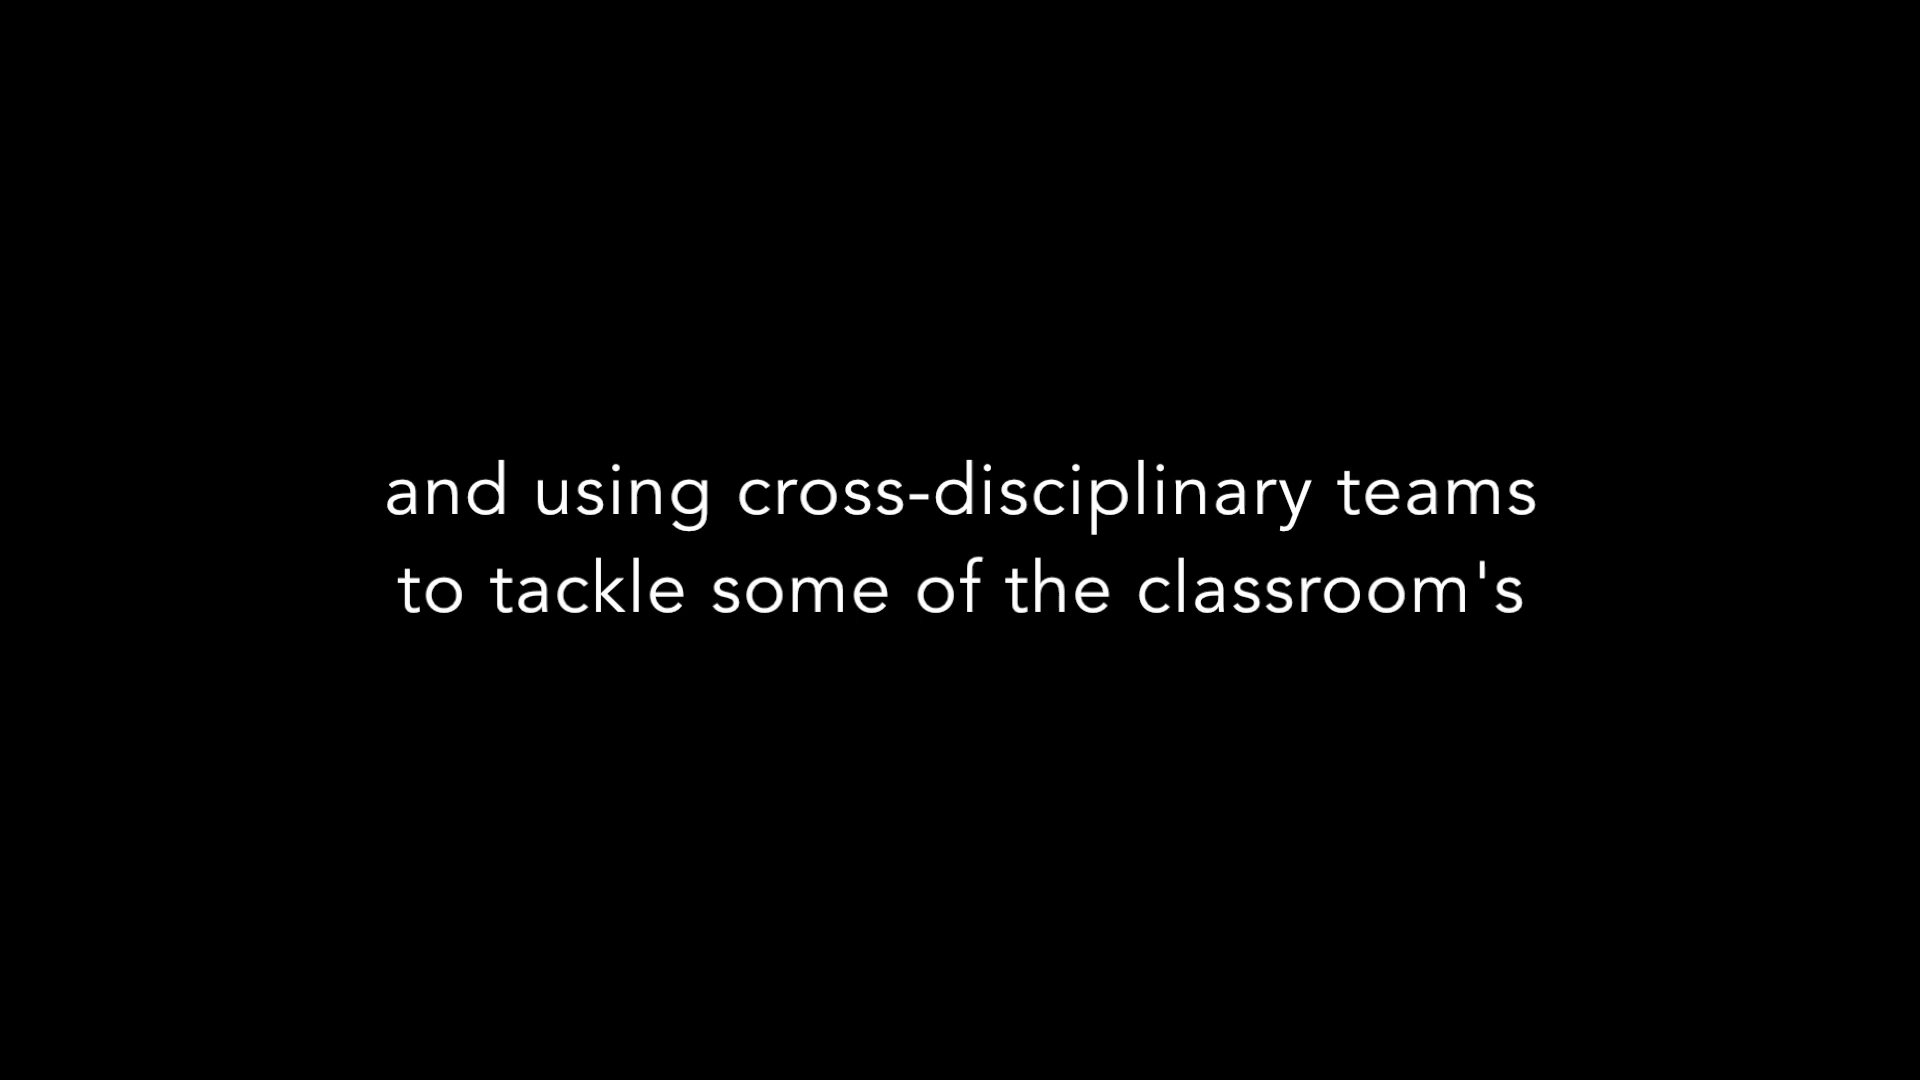 and using cross-disciplinary teams
to tackle some of the classroom's